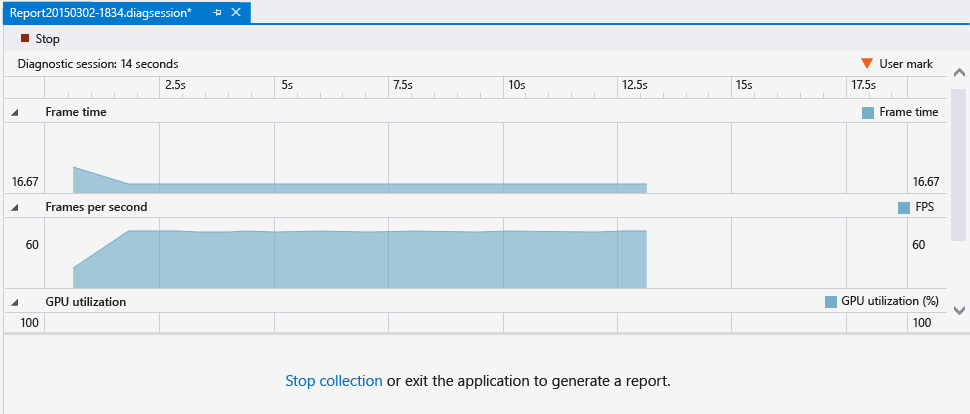 Report20150302-1834.diagsession*
Stop
Diagnostic session: 14 seconds User mark
2.5s 5s 7.5s 10s 12.5s 15s 17.5s
Frame time Frame time
16.67 16.67
Frames per second FPS
60 60
GPU utilization GPU utilization (%)
100 100
Stop collection or exit the application to generate a report.